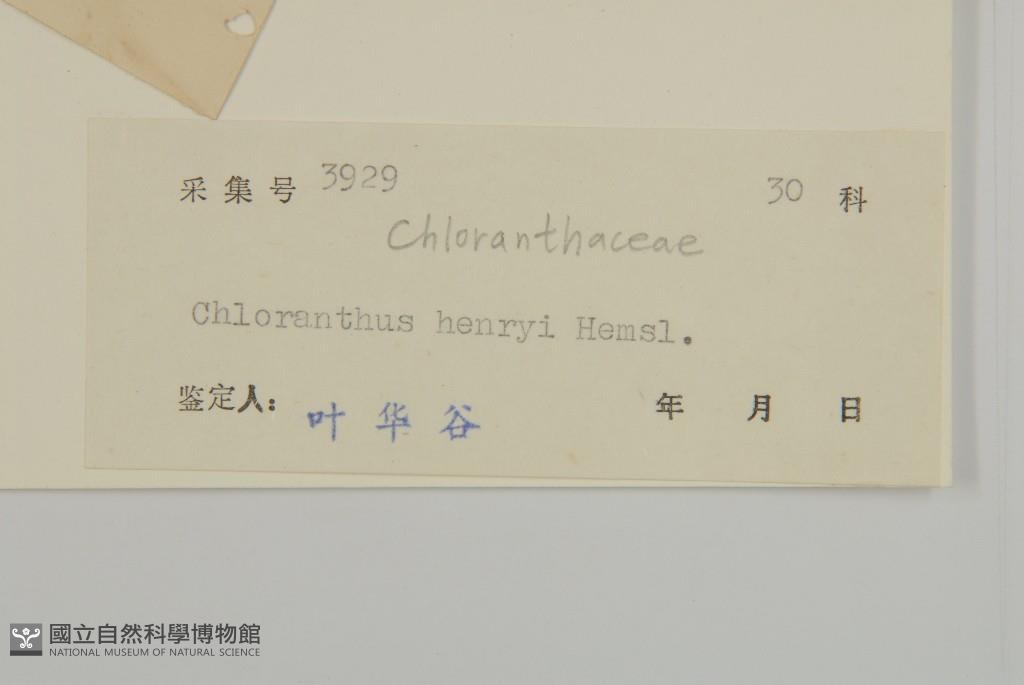 采集号 3929 30 科
Chloranthaceae
Chloranthus henryi Hemsl.
鉴定人: 叶华谷 年 月 日
國立自然科學博物館
NATIONAL MUSEUM OF NATURAL SCIENCE